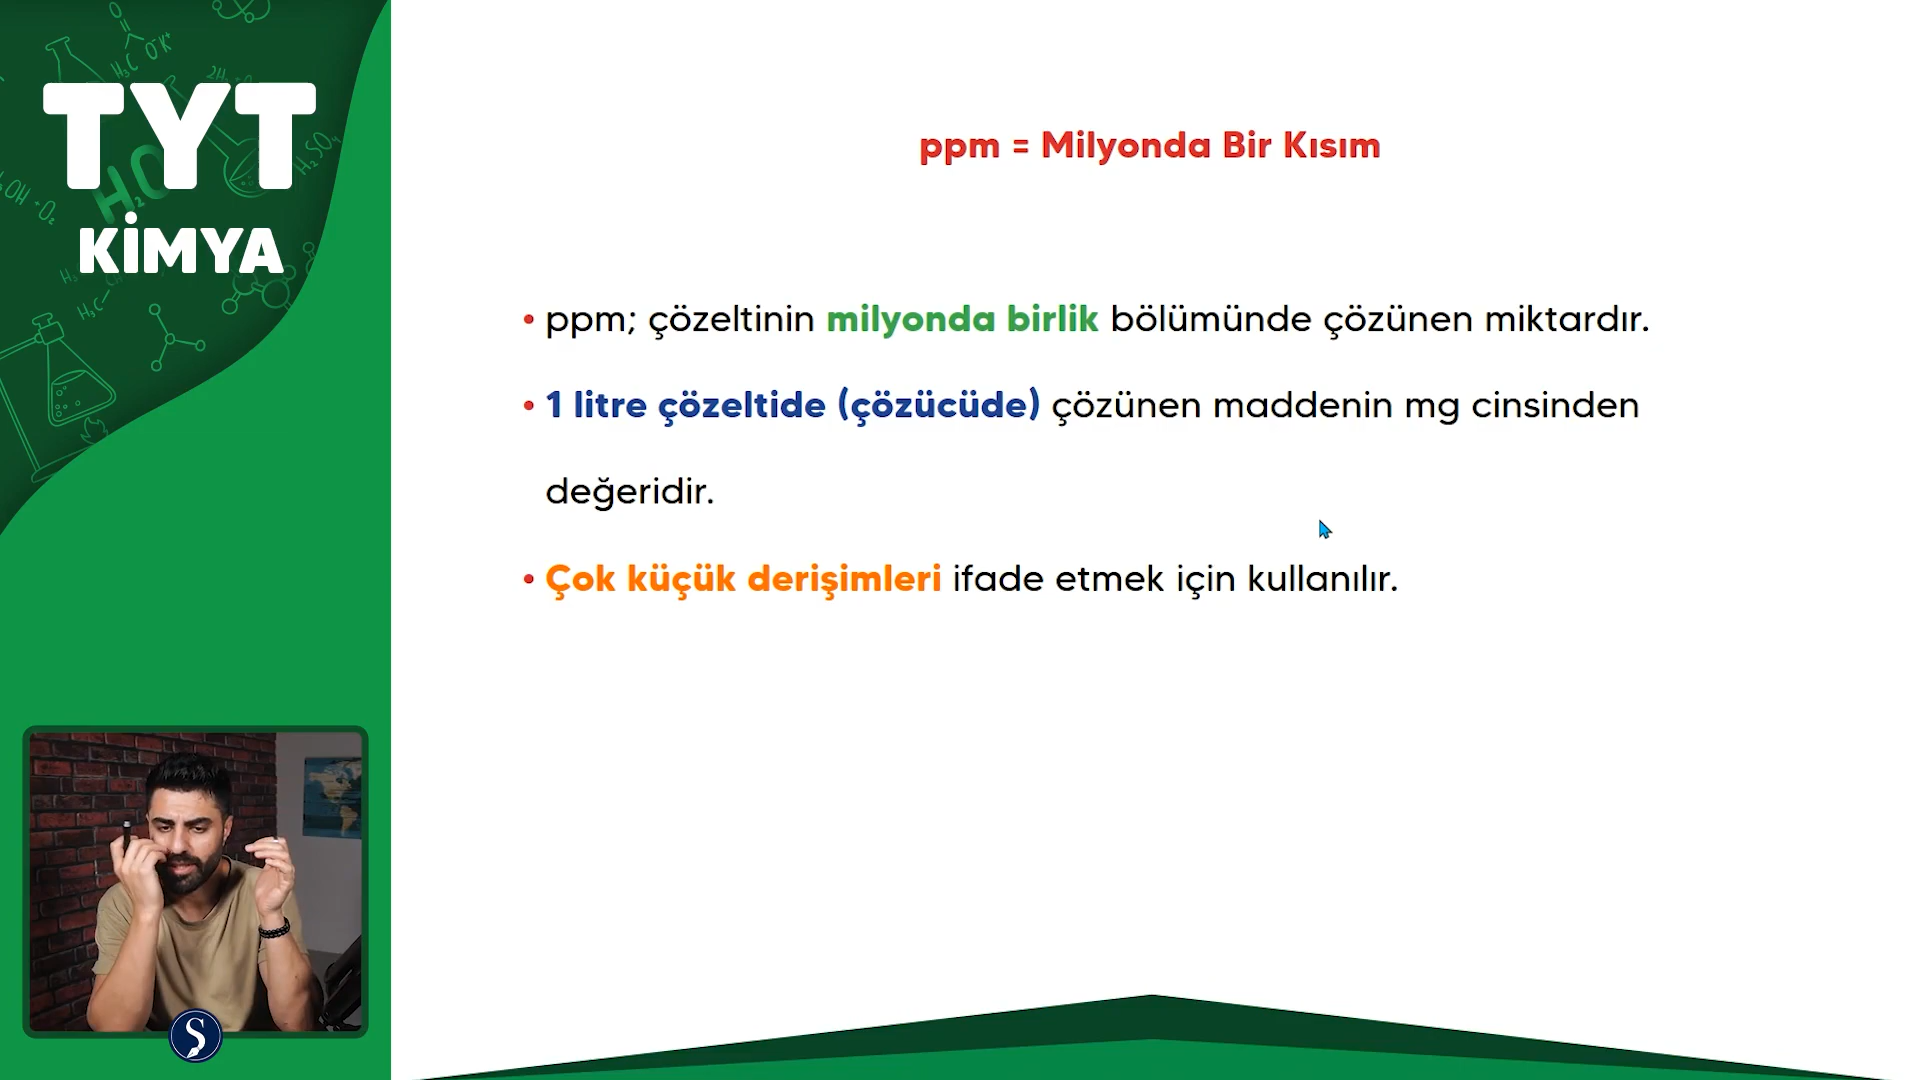 TYT
KİMYA
ppm = Milyonda Bir Kısım
• ppm; çözeltinin milyonda birlik bölümünde çözünen miktardır.
• 1 litre çözeltide (çözücüde) çözünen maddenin mg cinsinden
değeridir.
• Çok küçük derişimleri ifade etmek için kullanılır.
S